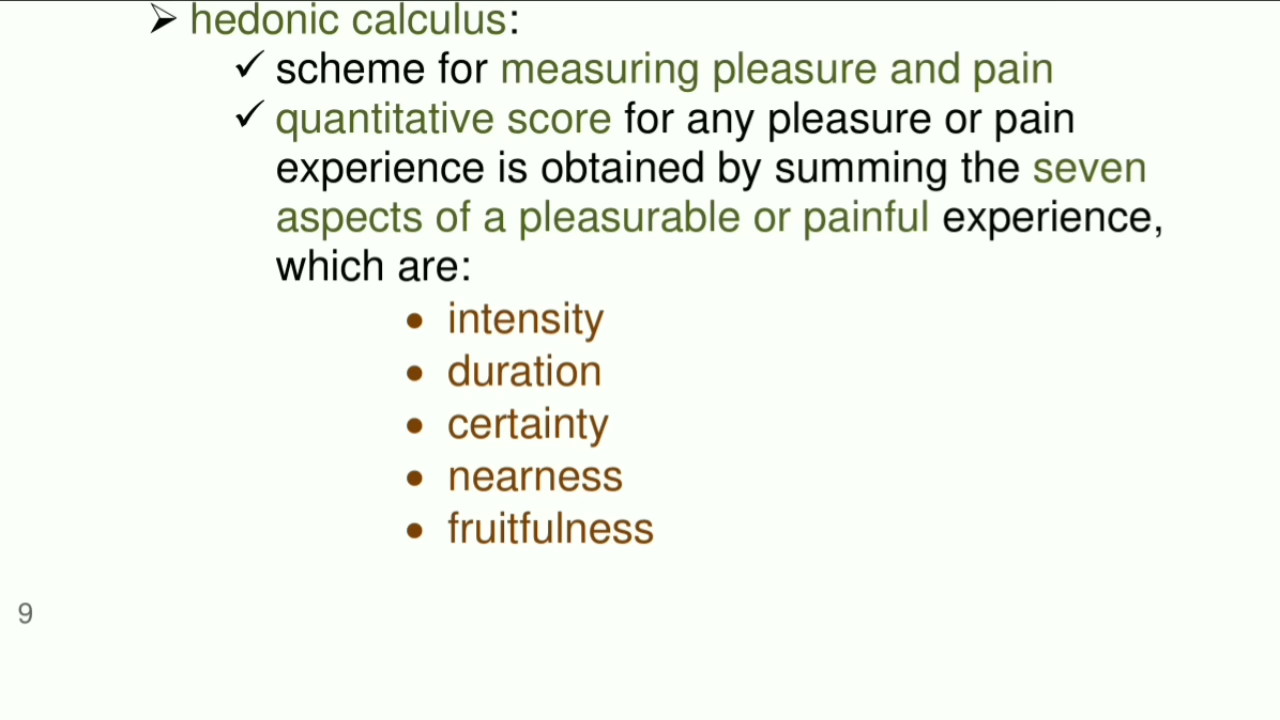 ➢ hedonic calculus:
✓ scheme for measuring pleasure and pain
✓ quantitative score for any pleasure or pain
experience is obtained by summing the seven
aspects of a pleasurable or painful experience,
which are:
• intensity
• duration
• certainty
• nearness
• fruitfulness
9